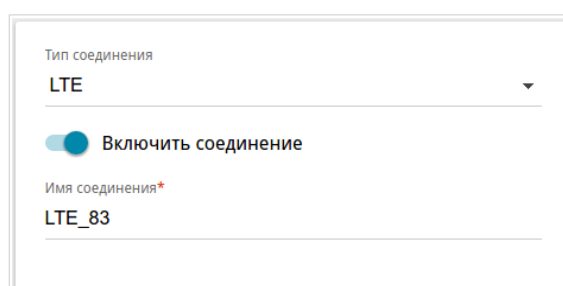 Тип соединения
LTE
Включить соединение
Имя соединения*
LTE_83